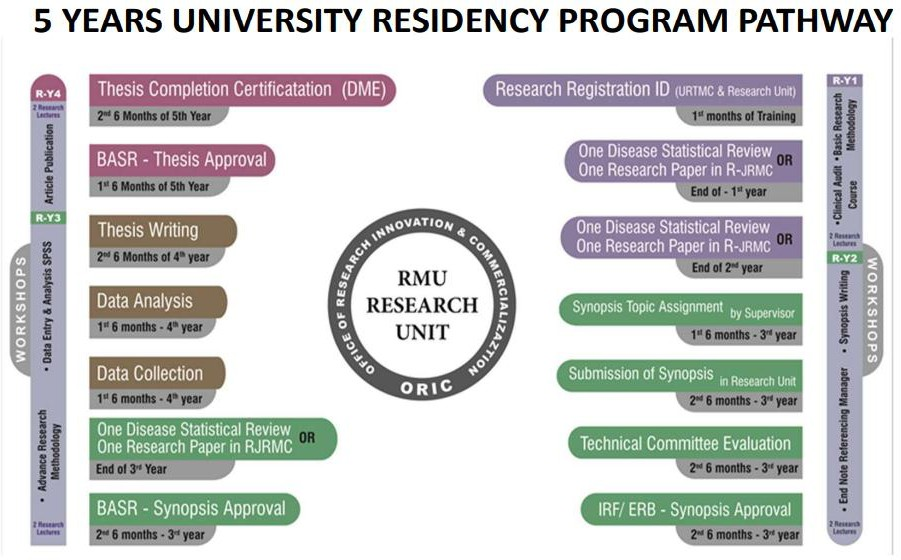 5 YEARS UNIVERSITY RESIDENCY PROGRAM PATHWAY
R-Y4
2 Research
Lectures
Article Publication
R-Y3
• Data Entry & Analysis SPSS
• Advance Research
Methodology
2 Research
Lectures
WORKSHOPS
Thesis Completion Certificatation (DME)
2nd 6 Months of 5th Year
BASR - Thesis Approval
1st 6 Months of 5th Year
Thesis Writing
2nd 6 Months of 4th year
Data Analysis
1st 6 months - 4th year
Data Collection
1st 6 months - 4th year
One Disease Statistical Review
One Research Paper in RJRMC OR
End of 3rd Year
BASR - Synopsis Approval
2nd 6 months - 3rd year
OFFICE OF RESEARCH INNOVATION & COMMERCIALIZAZTION
ORIC
RMU
RESEARCH
UNIT
Research Registration ID (URTMC & Research Unit)
1st months of Training
One Disease Statistical Review
One Research Paper in R-JRMC OR
End of - 1st year
One Disease Statistical Review
One Research Paper in R-JRMC OR
End of 2nd year
Synopsis Topic Assignment by Supervisor
1st 6 months - 3rd year
Submission of Synopsis in Research Unit
2nd 6 months - 3rd year
Technical Committee Evaluation
2nd 6 months - 3rd year
IRF/ ERB - Synopsis Approval
2nd 6 months - 3rd year
R-Y1
• Basic Research
Methodology
• Clinical Audit
Course
2 Research
Lectures
R-Y2
• Synopsis Writing
• End Note Referencing Manager
2 Research
Lectures
WORKSHOPS